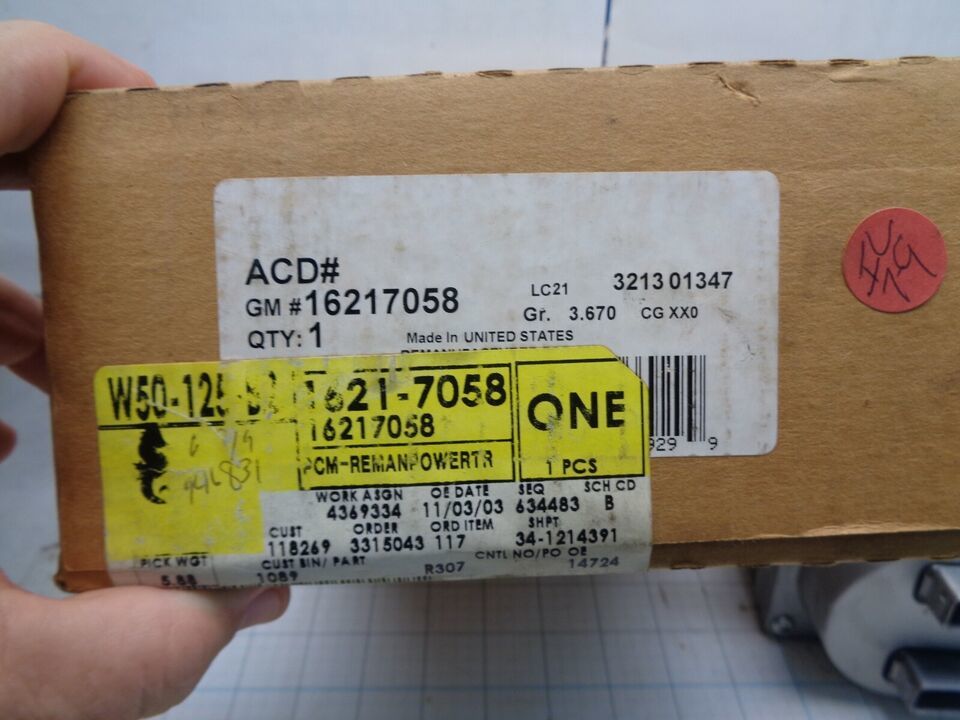 ACD#
GM #16217058
QTY: 1
LC21
321301347
Gr. 3.670 CG XX0
Made In UNITED STATES
W50-125
1621-7058
16217058
PCM-REMANPOWERTR
ONE
1 PCS
WORK ASGN OE DATE SEQ SCH CD
4369334 11/03/03 634483 B
CUST ORDER ORD ITEM SHPT
118269 3315043 117 34-1214391
PICK WGT CUST BIN/ PART R307 CNTL NO/PO OE
5.88 1089 14724
929 9